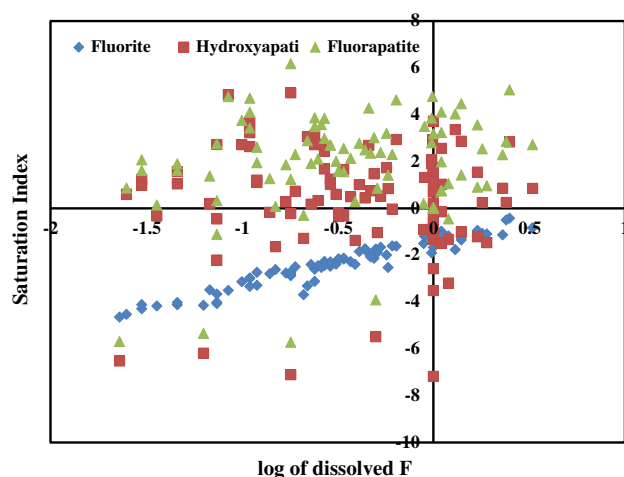 8
Fluorite Hydroxyapati Fluorapatite
6
4
2
0
-2 -1.5 -1 -0.5 0 0.5 1
-2
-4
-6
-8
-10
Saturation Index
log of dissolved F